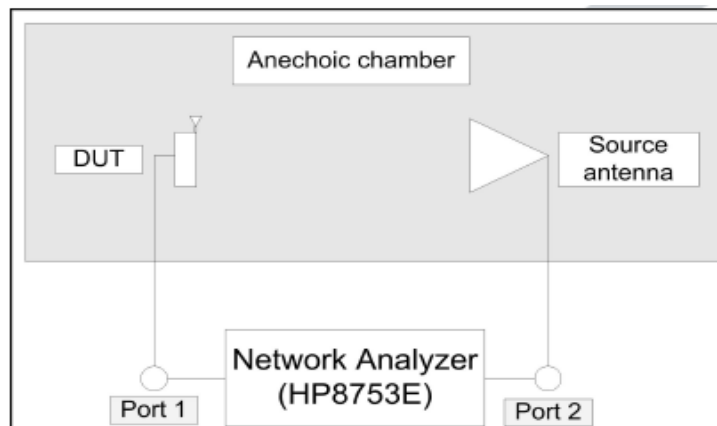 Anechoic chamber
DUT
Source
antenna
Network Analyzer
(HP8753E)
Port 1
Port 2